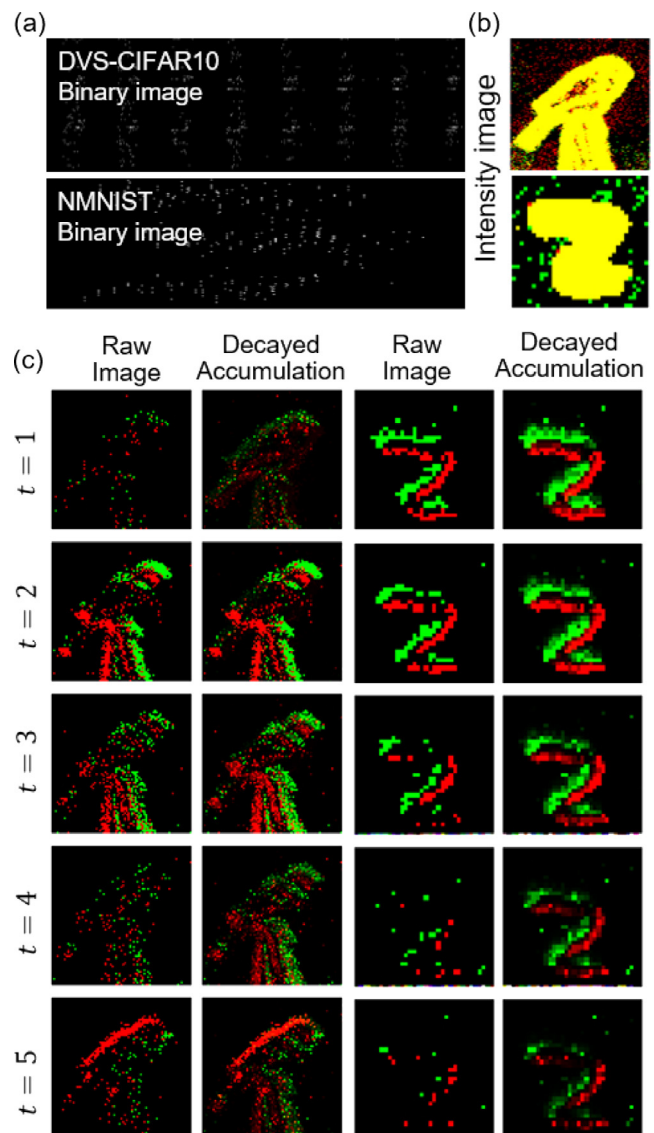 (a)
DVS-CIFAR10
Binary image
NMNIST
Binary image
(b)
Intensity image
(c)
Raw
Image
Decayed
Accumulation
Raw
Image
Decayed
Accumulation
t = 1
t = 2
t = 3
t = 4
t = 5